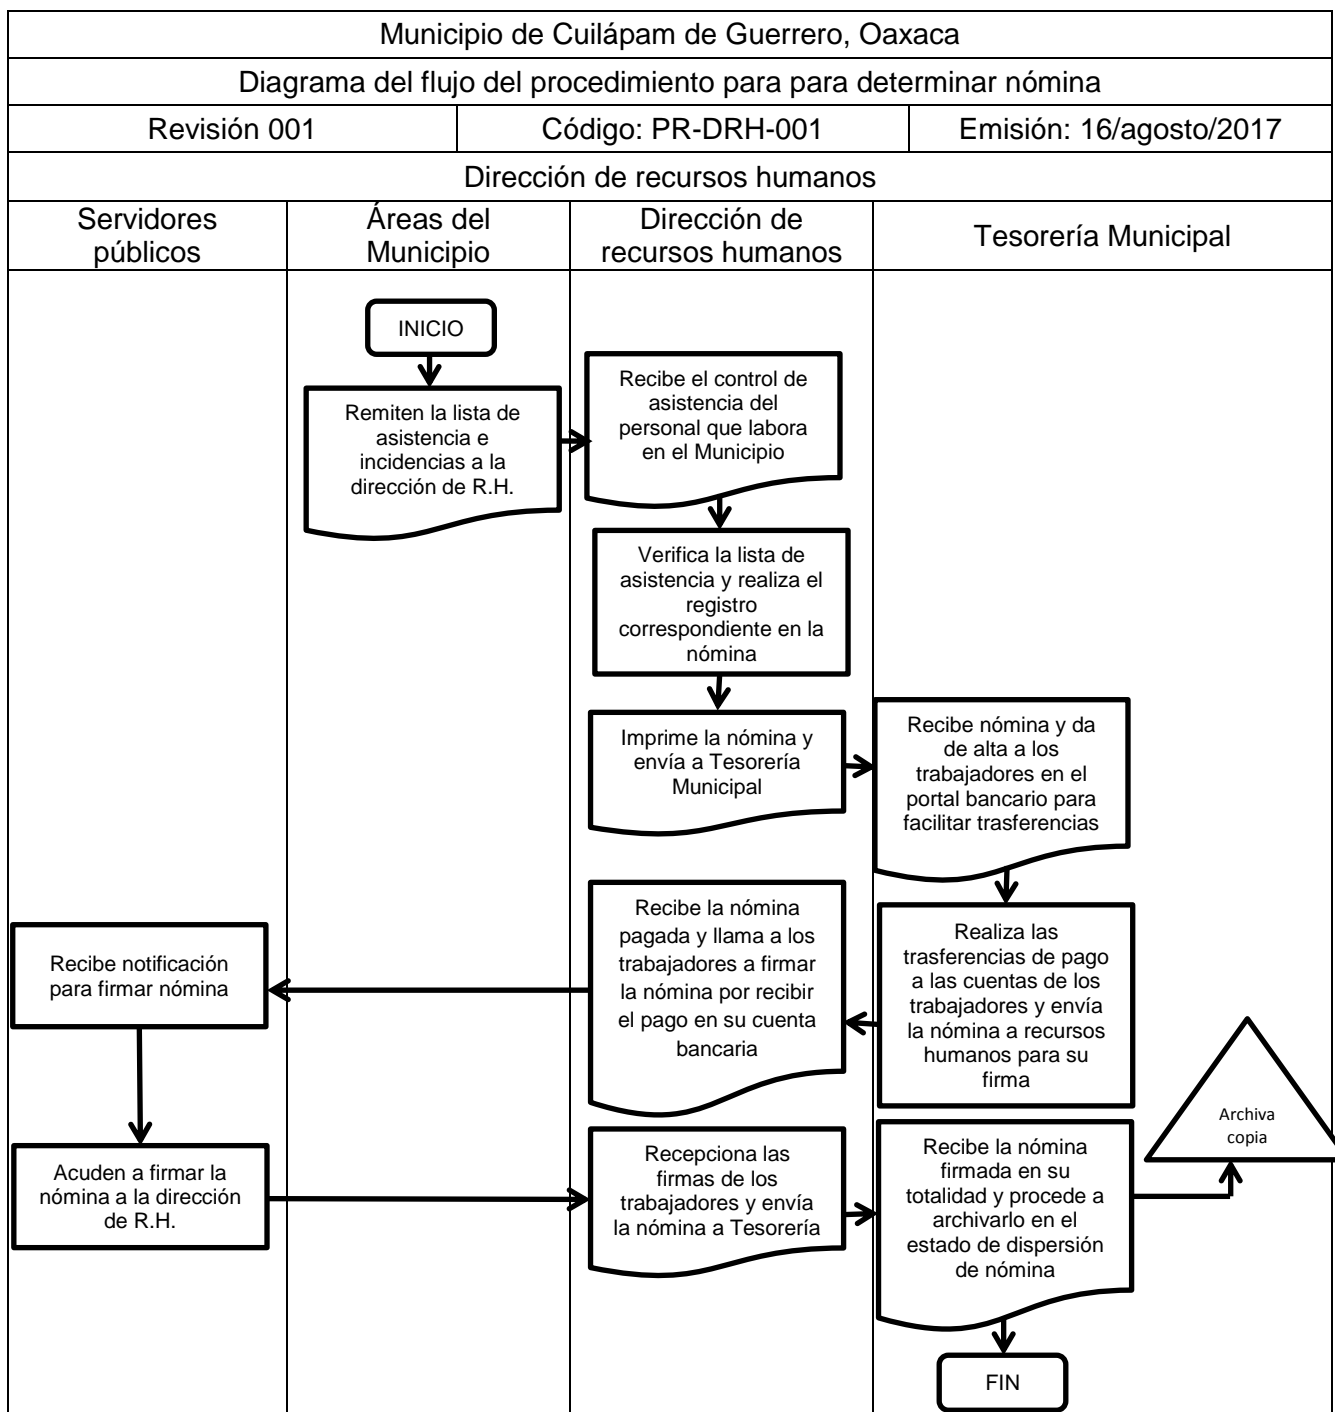 Municipio de Cuilápam de Guerrero, Oaxaca
Diagrama del flujo del procedimiento para para determinar nómina
Revisión 001
Código: PR-DRH-001
Emisión: 16/agosto/2017
Dirección de recursos humanos
Servidores
públicos
Áreas del
Municipio
Dirección de
recursos humanos
Tesorería Municipal
INICIO
Remiten la lista de
asistencia e
incidencias a la
dirección de R.H.
Recibe el control de
asistencia del
personal que labora
en el Municipio
Verifica la lista de
asistencia y realiza el
registro
correspondiente en la
nómina
Imprime la nómina y
envía a Tesorería
Municipal
Recibe nómina y da
de alta a los
trabajadores en el
portal bancario para
facilitar trasferencias
Realiza las
trasferencias de pago
a las cuentas de los
trabajadores y envía
la nómina a recursos
humanos para su
firma
Recibe la nómina
pagada y llama a los
trabajadores a firmar
la nómina por recibir
el pago en su cuenta
bancaria
Recibe notificación
para firmar nómina
Acuden a firmar la
nómina a la dirección
de R.H.
Recepciona las
firmas de los
trabajadores y envía
la nómina a Tesorería
Recibe la nómina
firmada en su
totalidad y procede a
archivarlo en el
estado de dispersión
de nómina
Archiva
copia
FIN